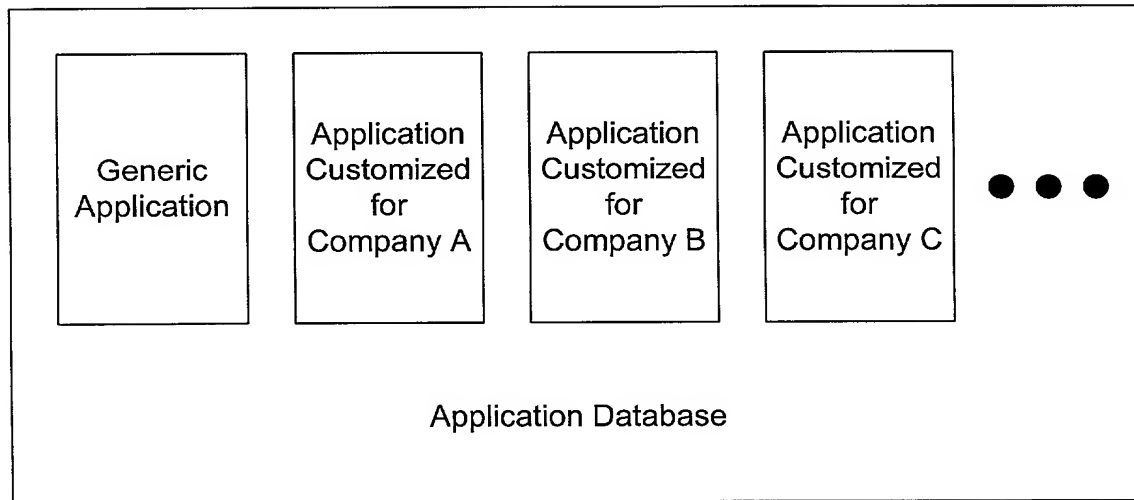 Generic
Application
Application
Customized
for
Company A
Application
Customized
for
Company B
Application
Customized
for
Company C
Application Database